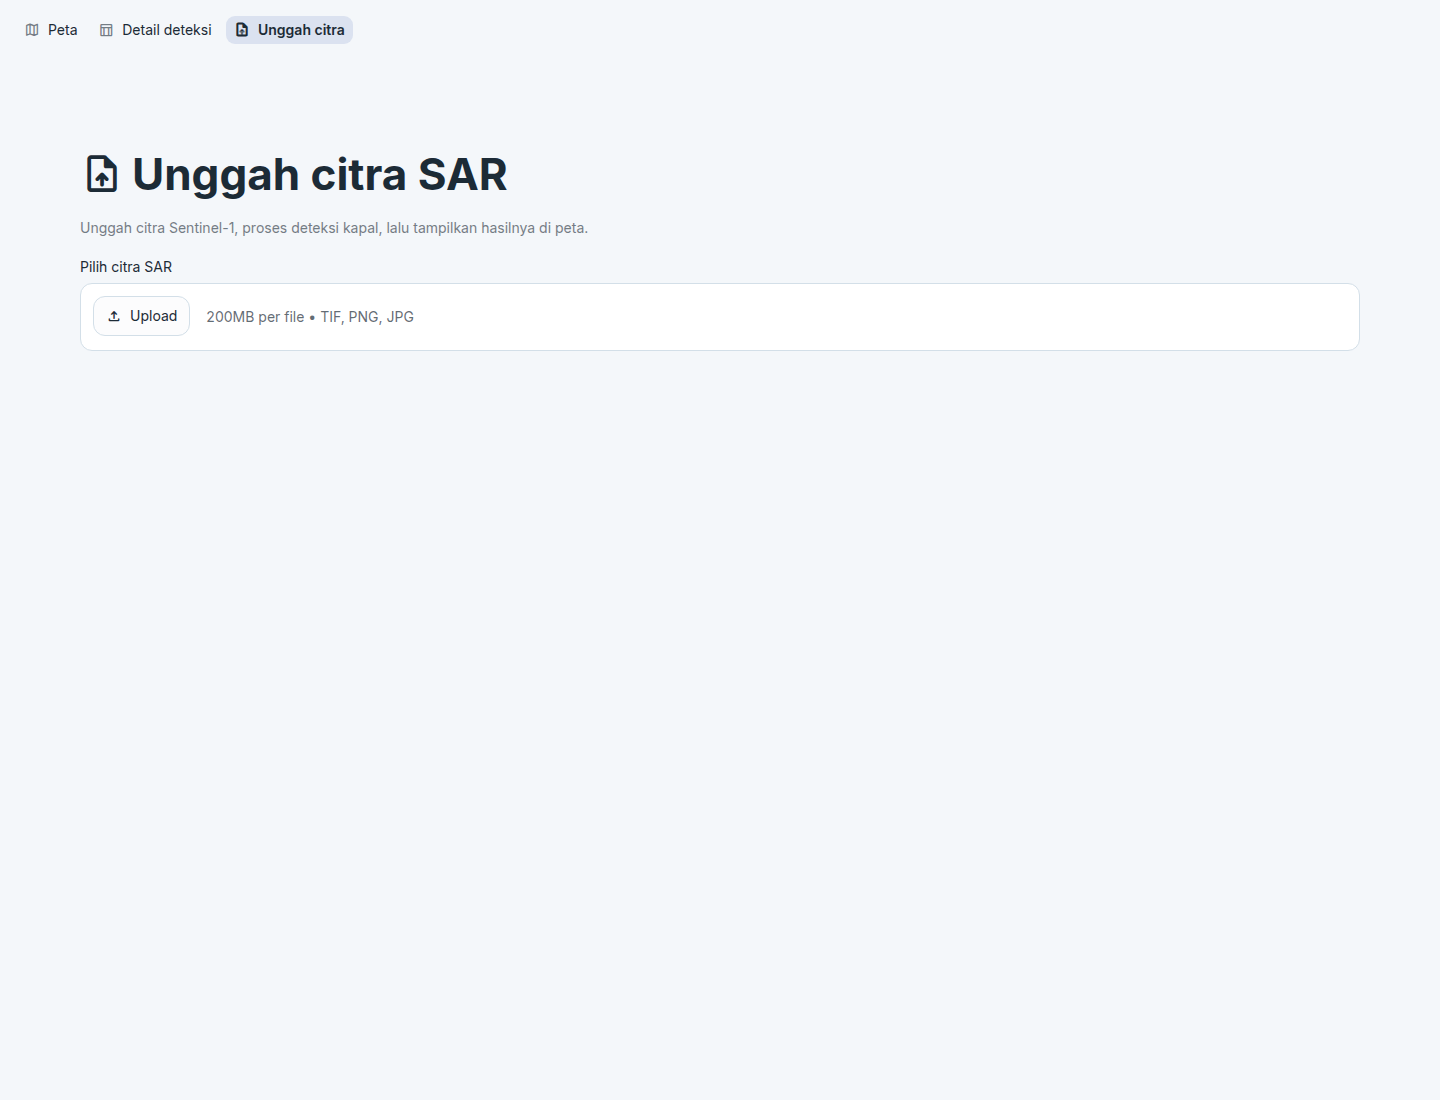 Peta
Detail deteksi
Unggah citra
Unggah citra SAR
Unggah citra Sentinel-1, proses deteksi kapal, lalu tampilkan hasilnya di peta.
Pilih citra SAR
Upload
200MB per file • TIF, PNG, JPG